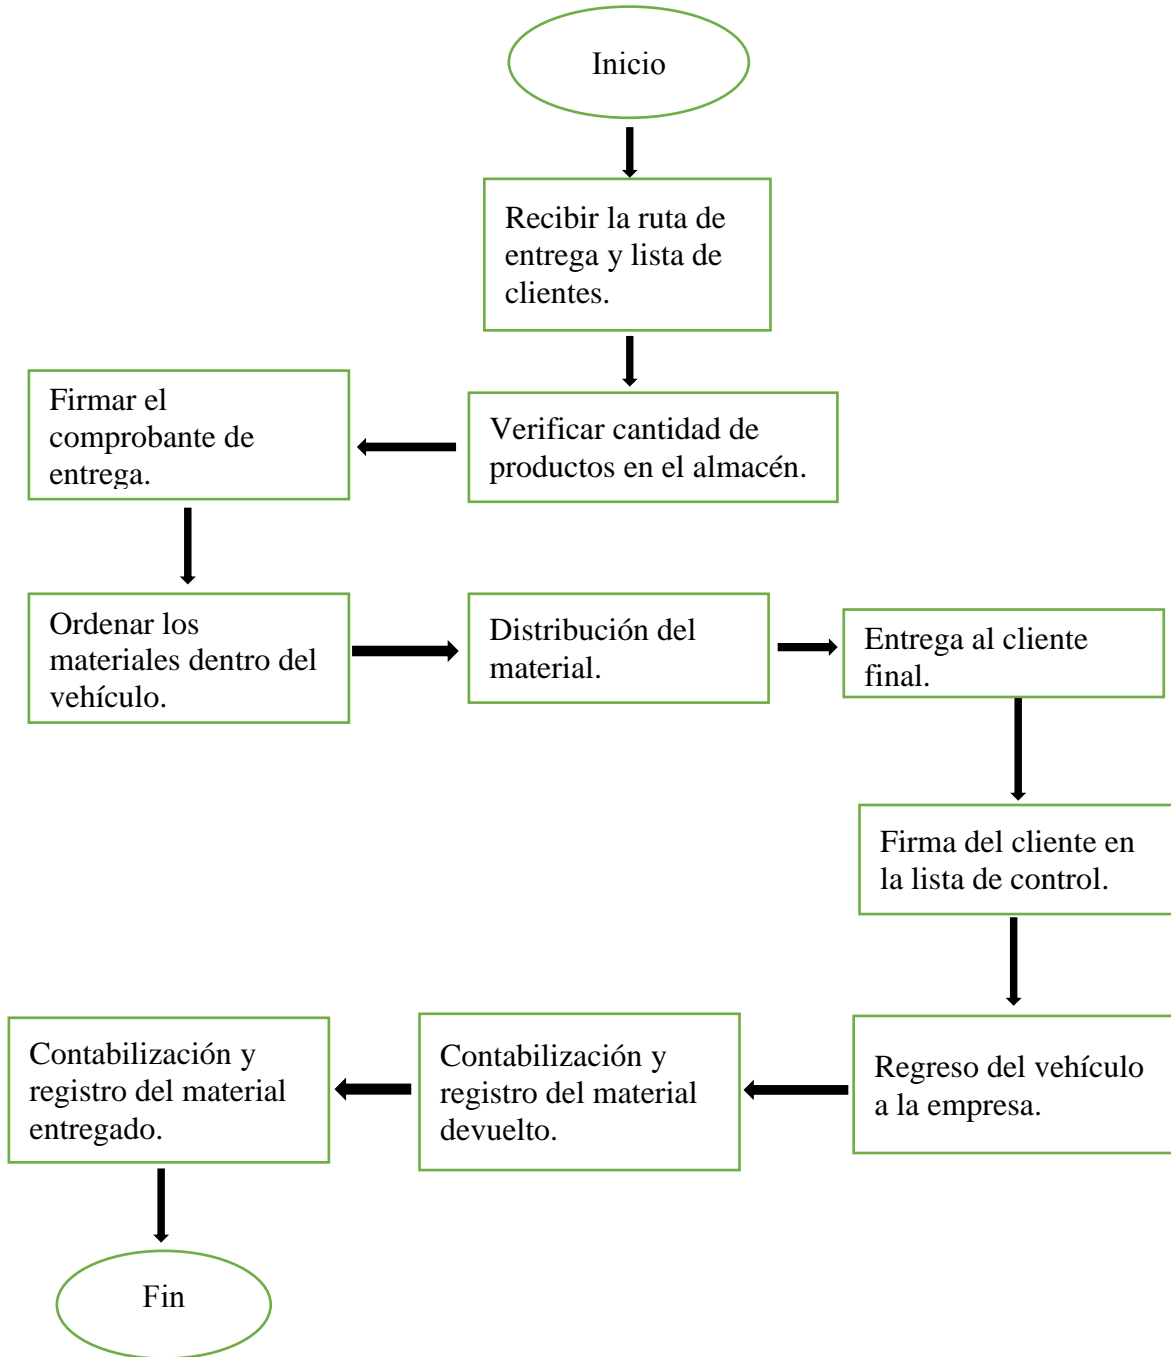 Inicio
Recibir la ruta de
entrega y lista de
clientes.
Verificar cantidad de
productos en el almacén.
Firmar el
comprobante de
entrega.
Ordenar los
materiales dentro del
vehículo.
Distribución del
material.
Entrega al cliente
final.
Firma del cliente en
la lista de control.
Regreso del vehículo
a la empresa.
Contabilización y
registro del material
devuelto.
Contabilización y
registro del material
entregado.
Fin